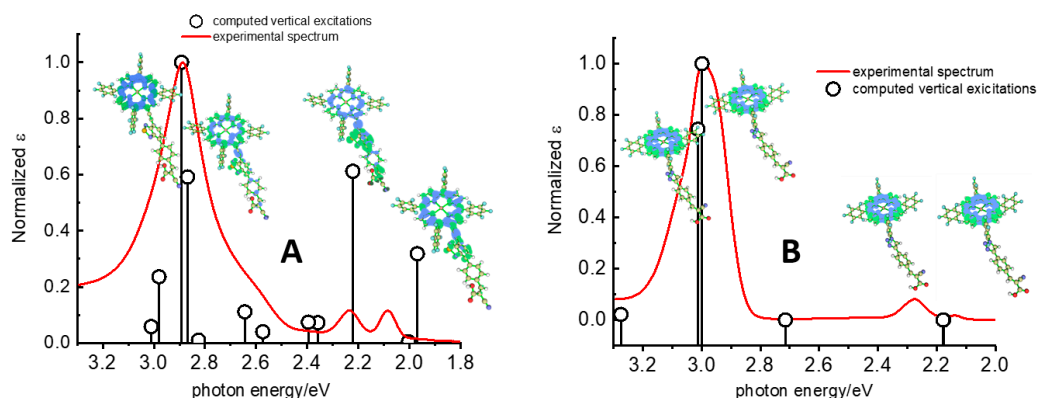 computed vertical excitations
experimental spectrum
Normalized ε
1.0
0.8
0.6
0.4
0.2
0.0
A
3.2 3.0 2.8 2.6 2.4 2.2 2.0 1.8
photon energy/eV
experimental spectrum
computed vertical exicitations
Normalized ε
1.0
0.8
0.6
0.4
0.2
0.0
B
3.2 3.0 2.8 2.6 2.4 2.2 2.0
photon energy/eV